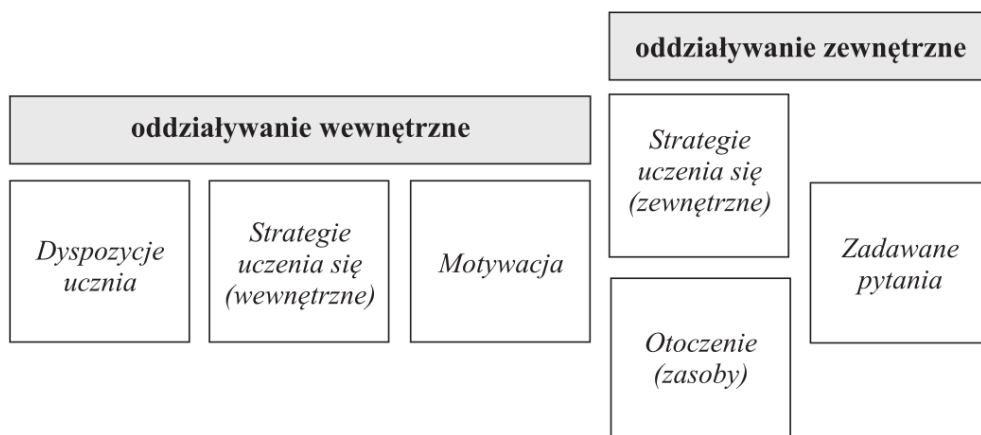 oddziaływanie zewnętrzne
oddziaływanie wewnętrzne
Dyspozycje
ucznia
Strategie
uczenia się
(wewnętrzne)
Motywacja
Strategie
uczenia się
(zewnętrzne)
Otoczenie
(zasoby)
Zadawane
pytania